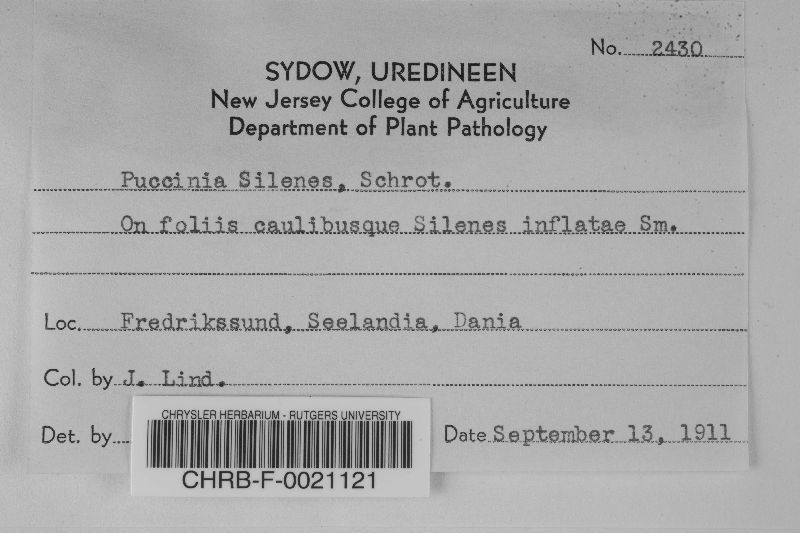 No. 2430
SYDOW, UREDINEEN
New Jersey College of Agriculture
Department of Plant Pathology
Puccinia Silenes, Schrot.
On foliis caulibusque Silenes inflatae Sm.
Loc. Fredrikssund, Seelandia, Dania
Col. by J. Lind.
Det. by
Date September 13, 1911
CHRYSLER HERBARIUM - RUTGERS UNIVERSITY
CHRB-F-0021121